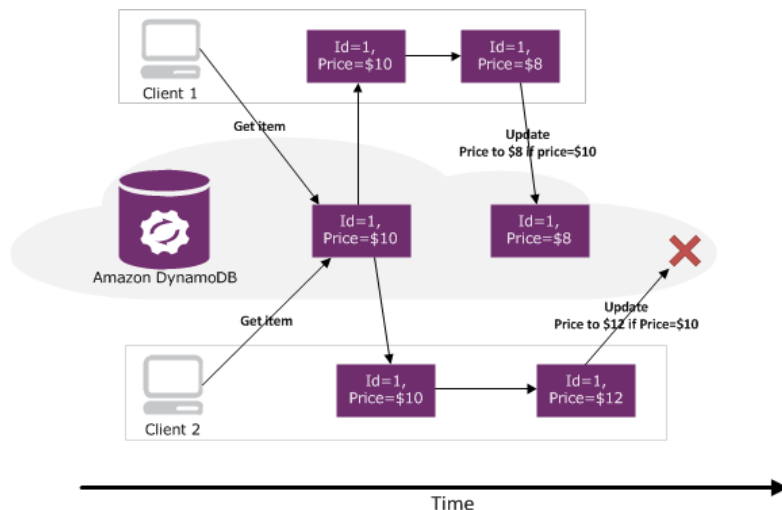 Id=1,
Price=$10
Id=1,
Price=$8
Client 1
Get item
Update
Price to $8 if price=$10
Id=1,
Price=$10
Id=1,
Price=$8
Amazon DynamoDB
Get item
Update
Price to $12 if Price=$10
Id=1,
Price=$10
Id=1,
Price=$12
Client 2
Time